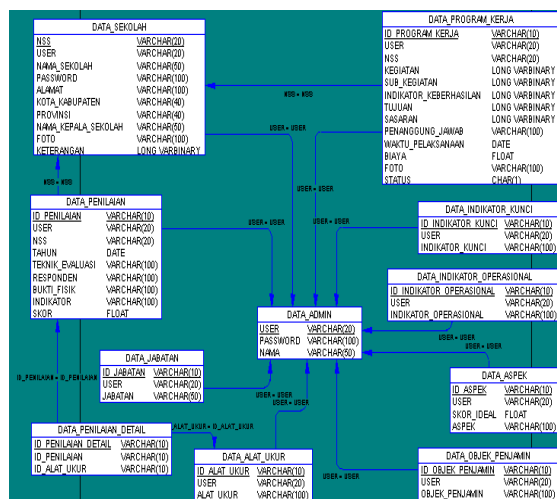 DATA_SEKOLAH
NSS VARCHAR(20)
USER VARCHAR(20)
NAMA_SEKOLAH VARCHAR(50)
PASSWORD VARCHAR(100)
ALAMAT VARCHAR(100)
KOTA_KABUPATEN VARCHAR(40)
PROVINSI VARCHAR(40)
NAMA_KEPALA_SEKOLAH VARCHAR(50)
FOTO VARCHAR(100)
KETERANGAN LONG VARBINARY
DATA_PROGRAM_KERJA
ID_PROGRAM_KERJA VARCHAR(10)
USER VARCHAR(20)
NSS VARCHAR(20)
KEGIATAN LONG VARBINARY
SUB_KEGIATAN LONG VARBINARY
INDIKATOR_KEBERHASILAN LONG VARBINARY
TUJUAN LONG VARBINARY
SASARAN LONG VARBINARY
PENANGGUNG_JAWAB VARCHAR(100)
WAKTU_PELAKSANAAN DATE
BIAYA FLOAT
FOTO VARCHAR(100)
STATUS CHAR(1)
NSS = NSS
USER = USER
NSS = NSS
USER = USER
DATA_PENILAIAN
ID_PENILAIAN VARCHAR(10)
USER VARCHAR(20)
NSS VARCHAR(20)
TAHUN DATE
TEKNIK_EVALUASI VARCHAR(100)
RESPONDEN VARCHAR(100)
BUKTI_FISIK VARCHAR(100)
INDIKATOR VARCHAR(100)
SKOR FLOAT
USER = USER
DATA_INDIKATOR_KUNCI
ID_INDIKATOR_KUNCI VARCHAR(10)
USER VARCHAR(20)
INDIKATOR_KUNCI VARCHAR(100)
USER = USER
DATA_INDIKATOR_OPERASIONAL
ID_INDIKATOR_OPERASIONAL VARCHAR(10)
USER VARCHAR(20)
INDIKATOR_OPERASIONAL VARCHAR(100)
USER = USER
DATA_ADMIN
USER VARCHAR(20)
PASSWORD VARCHAR(100)
NAMA VARCHAR(50)
USER = USER
DATA_JABATAN
ID_JABATAN VARCHAR(10)
USER VARCHAR(20)
JABATAN VARCHAR(50)
USER = USER
USER = USER
USER = USER
ID_PENILAIAN = ID_PENILAIAN
DATA_ASPEK
ID_ASPEK VARCHAR(10)
USER VARCHAR(20)
SKOR_IDEAL FLOAT
ASPEK VARCHAR(100)
DATA_PENILAIAN_DETAIL
ID_PENILAIAN_DETAIL VARCHAR(10)
ID_PENILAIAN VARCHAR(10)
ID_ALAT_UKUR VARCHAR(10)
ID_ALAT_UKUR = ID_ALAT_UKUR
DATA_ALAT_UKUR
ID_ALAT_UKUR VARCHAR(10)
USER VARCHAR(20)
ALAT_UKUR VARCHAR(100)
DATA_OBJEK_PENJAMIN
ID_OBJEK_PENJAMIN VARCHAR(10)
USER VARCHAR(20)
OBJEK_PENJAMIN VARCHAR(100)